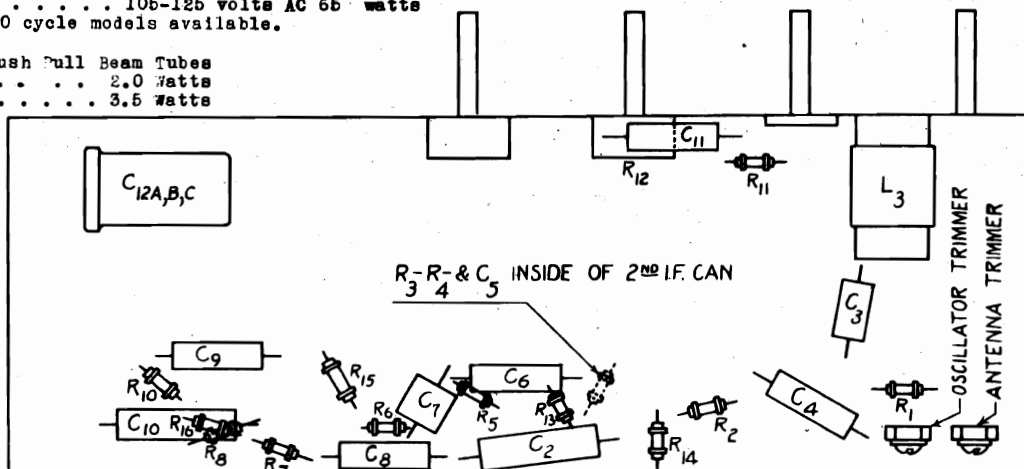 . . . . . 105-125 volts AC 65 watts
0 cycle models available.
ush Pull Beam Tubes
. . . . 2.0 Watts
. . . . . 3.5 Watts
C11
R12
R11
C12A,B,C
L3
OSCILLATOR TRIMMER
ANTENNA TRIMMER
R3-R4-& C5 INSIDE OF 2ND I.F. CAN
C3
C9
R10
R15
C6
C7
R5
R13
R6
C4
R1
C10
R16
R8
R2
R7
C8
C2
R14